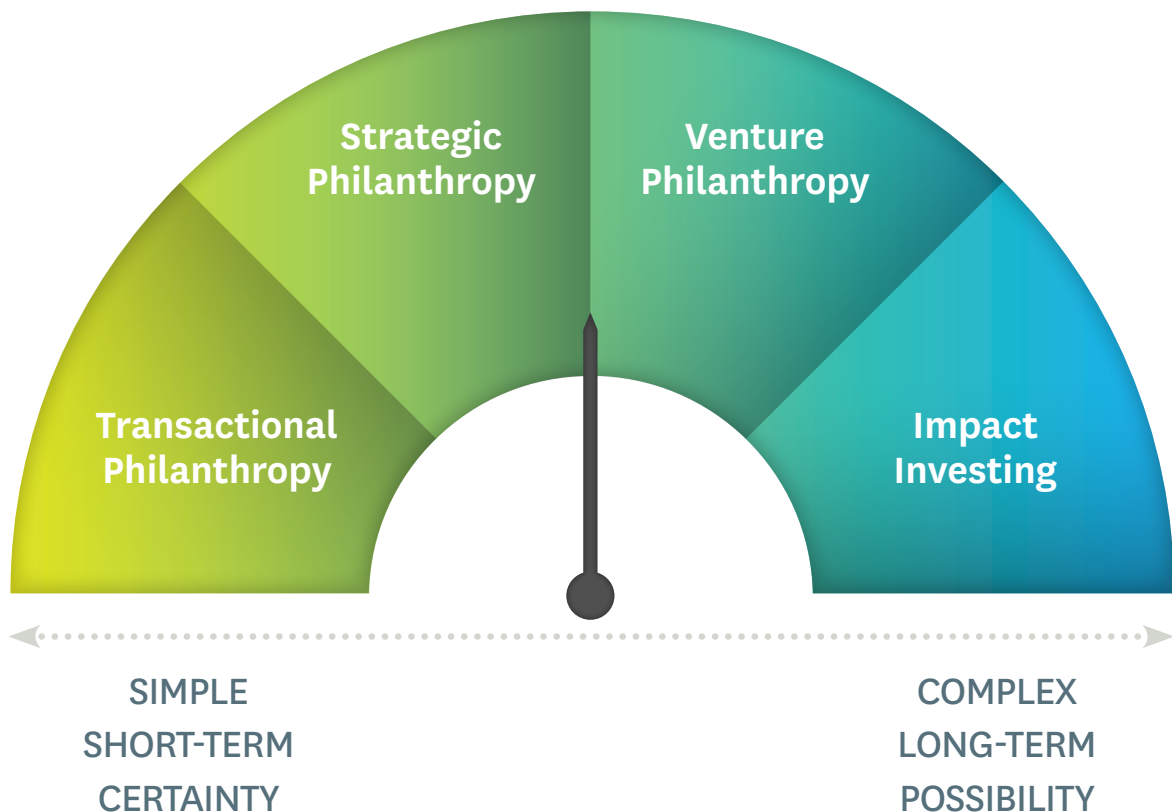 Strategic
Philanthropy
Venture
Philanthropy
Transactional
Philanthropy
Impact
Investing
SIMPLE
SHORT-TERM
CERTAINTY
COMPLEX
LONG-TERM
POSSIBILITY